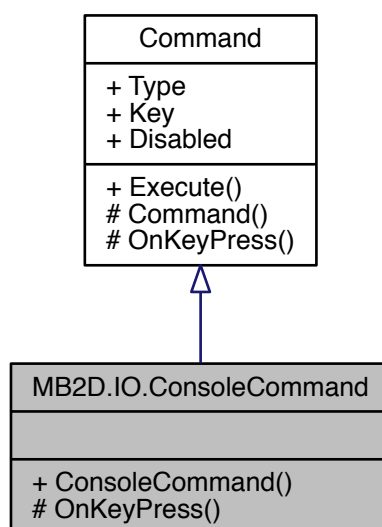 Command
+ Type
+ Key
+ Disabled
+ Execute()
# Command()
# OnKeyPress()
MB2D.IO.ConsoleCommand
+ ConsoleCommand()
# OnKeyPress()